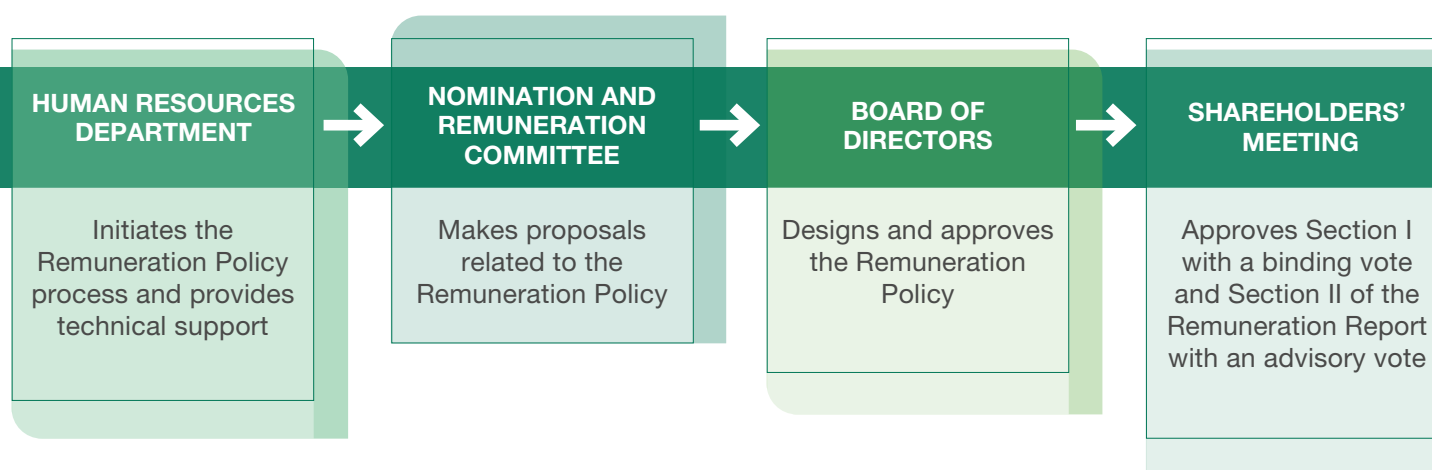 HUMAN RESOURCES
DEPARTMENT
Initiates the
Remuneration Policy
process and provides
technical support
NOMINATION AND
REMUNERATION
COMMITTEE
Makes proposals
related to the
Remuneration Policy
BOARD OF
DIRECTORS
Designs and approves
the Remuneration
Policy
SHAREHOLDERS’
MEETING
Approves Section I
with a binding vote
and Section II of the
Remuneration Report
with an advisory vote